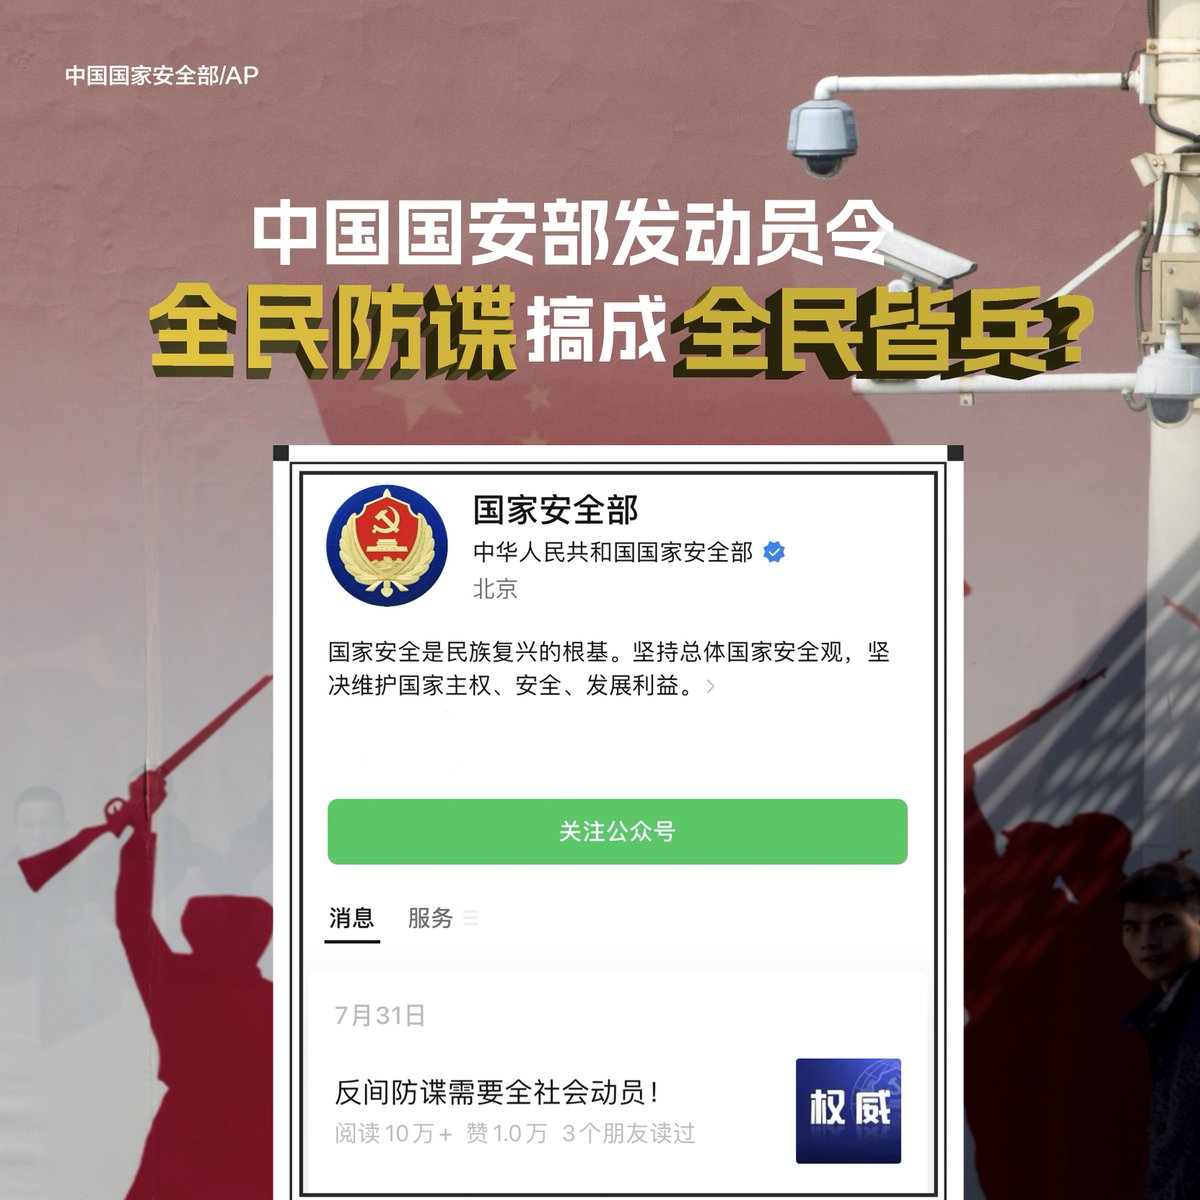 中国国家安全部/AP
中国国安部发动员令
全民防谍搞成全民皆兵?
国家安全部
中华人民共和国国家安全部
北京
国家安全是民族复兴的根基。坚持总体国家安全观，坚
决维护国家主权、安全、发展利益。
关注公众号
消息 服务
7月31日
反间防谍需要全社会动员！
权威
阅读10万+ 赞1.0万 3个朋友读过